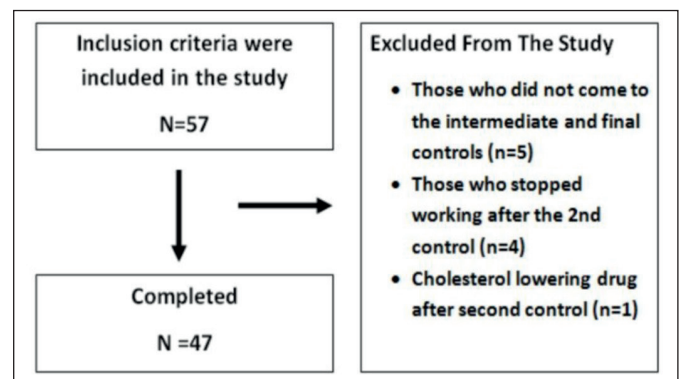 Inclusion criteria were
included in the study
N=57
Completed
N =47
Excluded From The Study
• Those who did not come to
the intermediate and final
controls (n=5)
• Those who stopped
working after the 2nd
control (n=4)
• Cholesterol lowering drug
after second control (n=1)